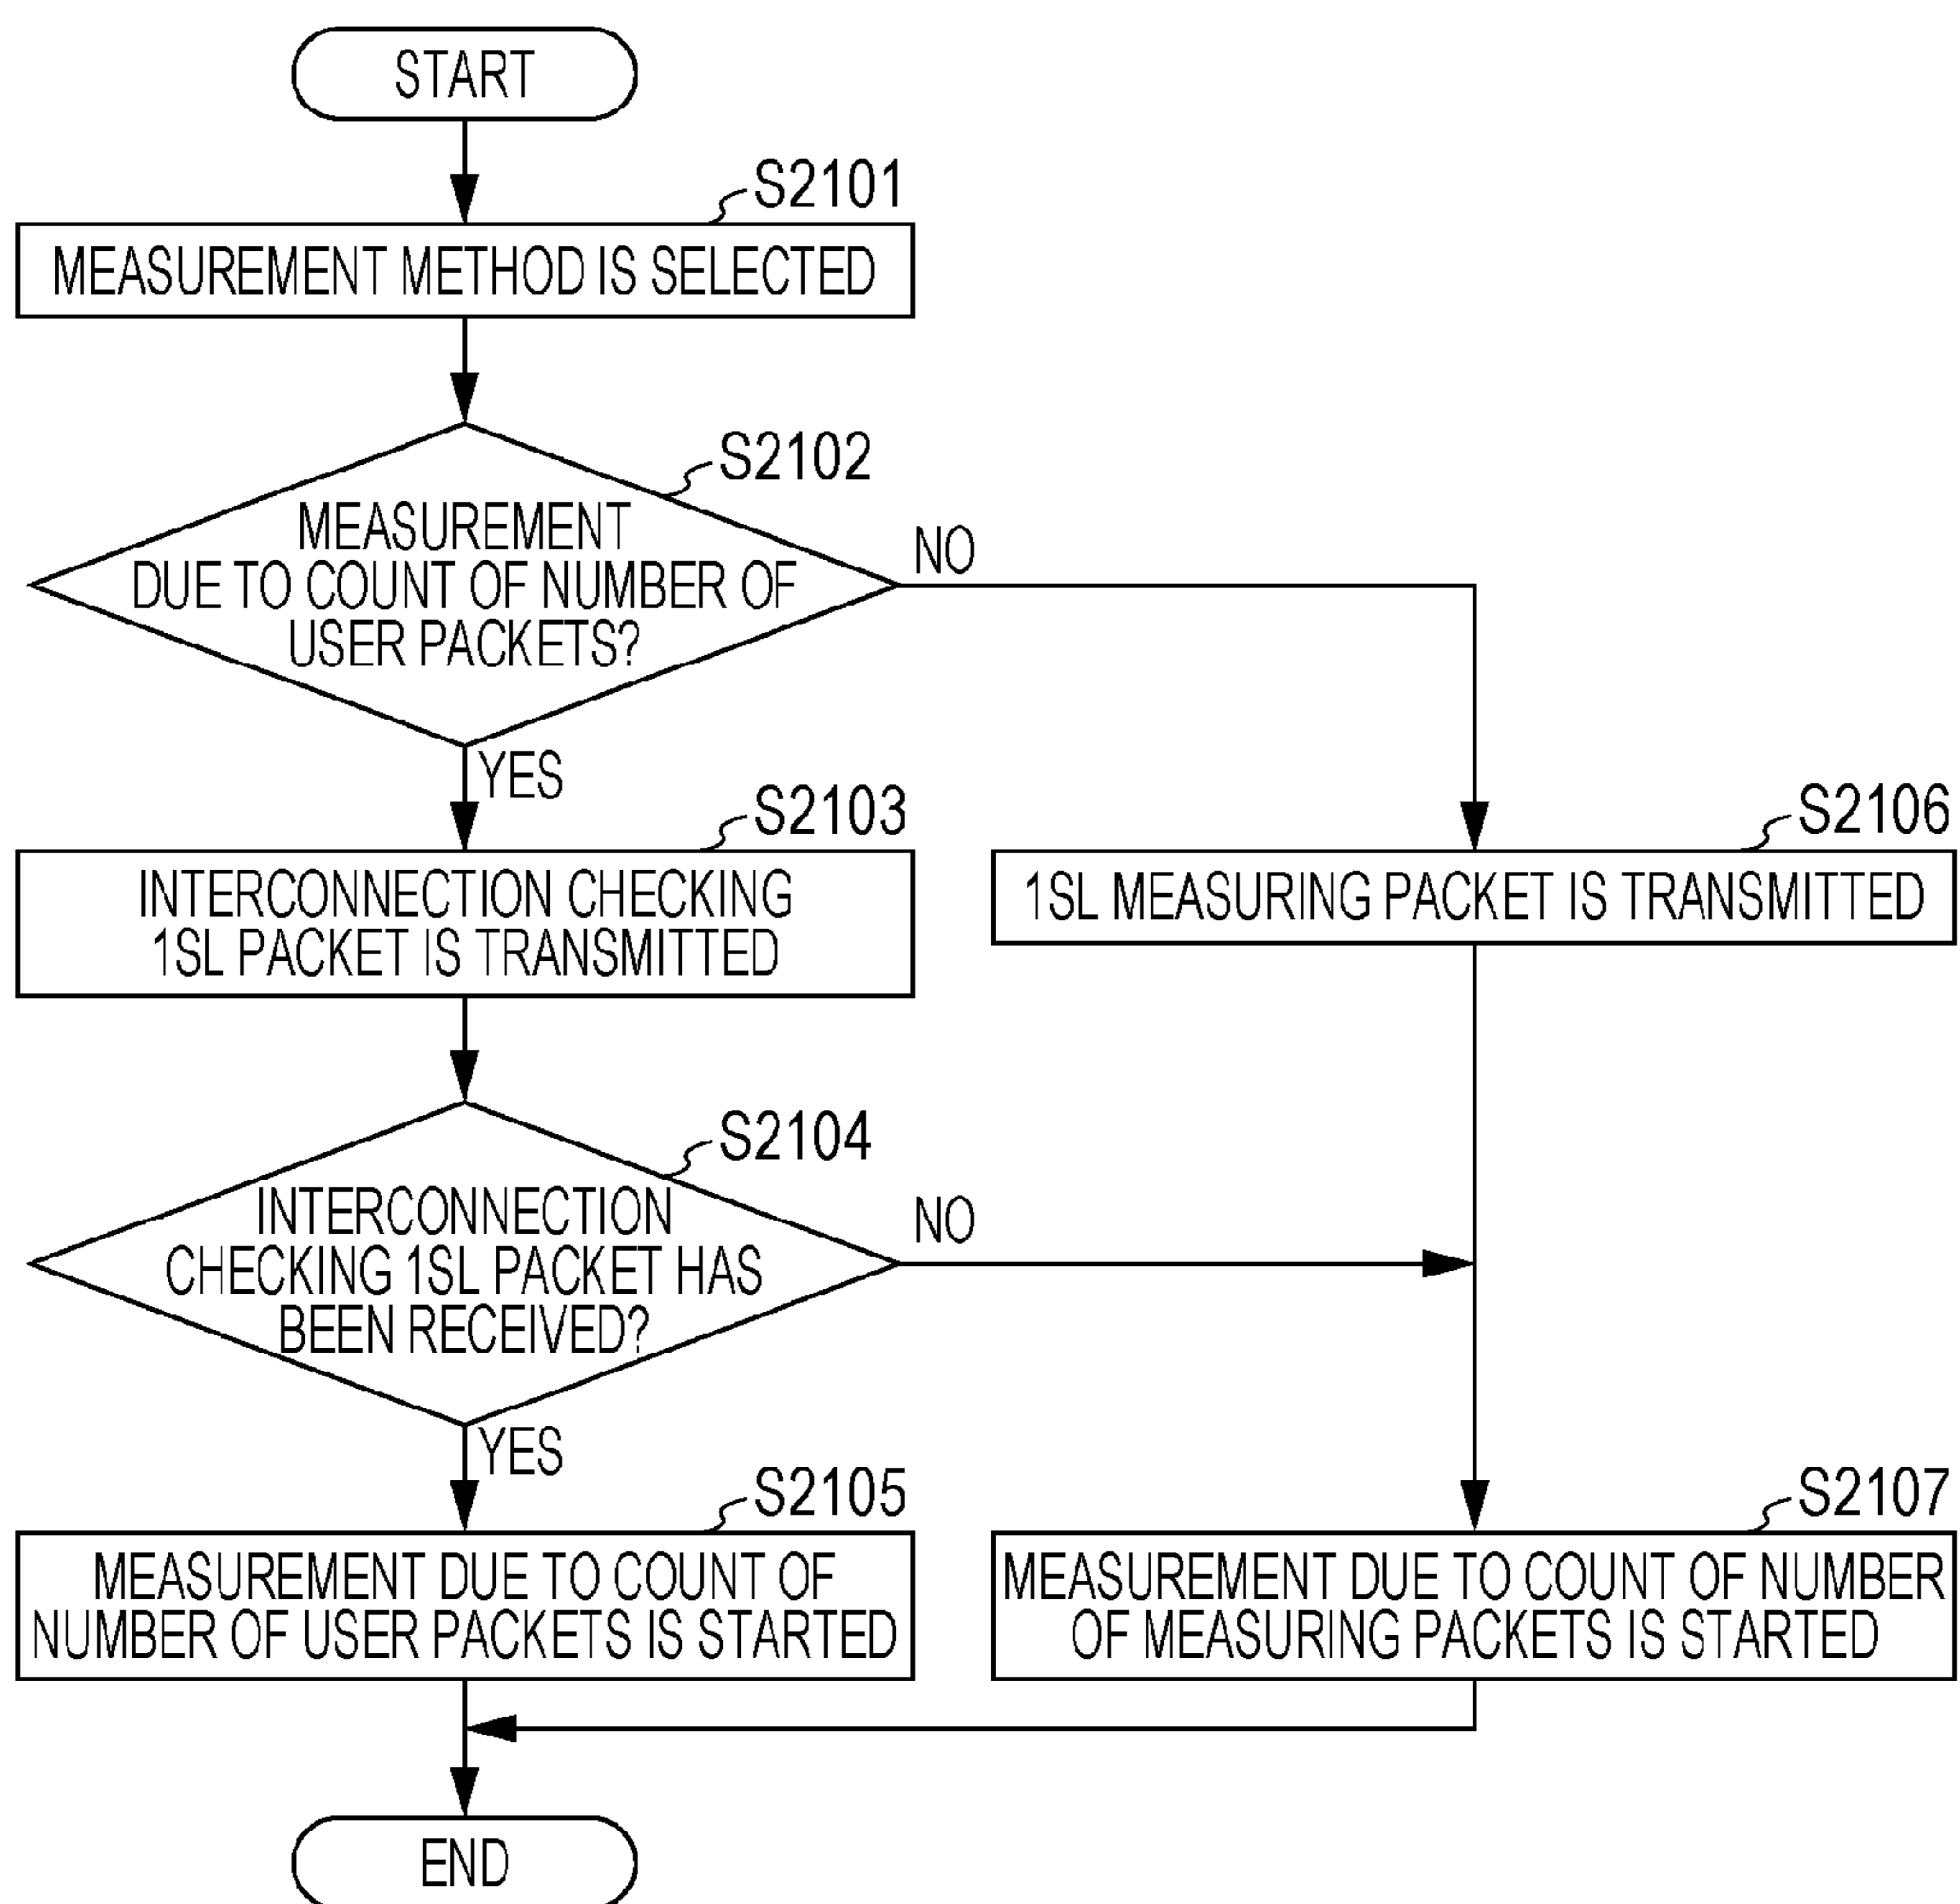 START
S2101
MEASUREMENT METHOD IS SELECTED
S2102
MEASUREMENT
DUE TO COUNT OF NUMBER OF
USER PACKETS?
NO
YES
S2103
INTERCONNECTION CHECKING
1SL PACKET IS TRANSMITTED
S2106
1SL MEASURING PACKET IS TRANSMITTED
S2104
INTERCONNECTION
CHECKING 1SL PACKET HAS
BEEN RECEIVED?
NO
YES
S2105
MEASUREMENT DUE TO COUNT OF
NUMBER OF USER PACKETS IS STARTED
S2107
MEASUREMENT DUE TO COUNT OF NUMBER
OF MEASURING PACKETS IS STARTED
END